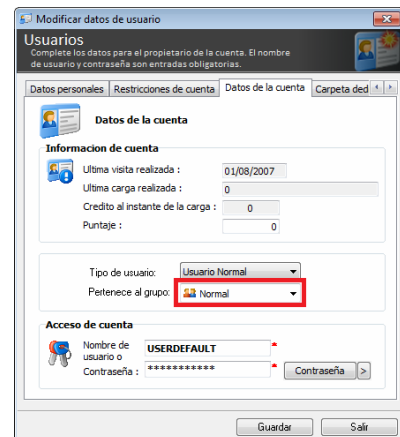 Modificar datos de usuario
Usuarios
Complete los datos para el propietario de la cuenta. El nombre
de usuario y contraseña son entradas obligatorias.
Datos personales Restricciones de cuenta Datos de la cuenta Carpeta ded
Datos de la cuenta
Informacion de cuenta
Ultima visita realizada : 01/08/2007
Ultima carga realizada : 0
Credito al instante de la carga : 0
Puntaje : 0
Tipo de usuario: Usuario Normal
Pertenece al grupo: Normal
Acceso de cuenta
Nombre de
usuario o USERDEFAULT *
Contraseña : *********** * Contraseña >
Guardar Salir